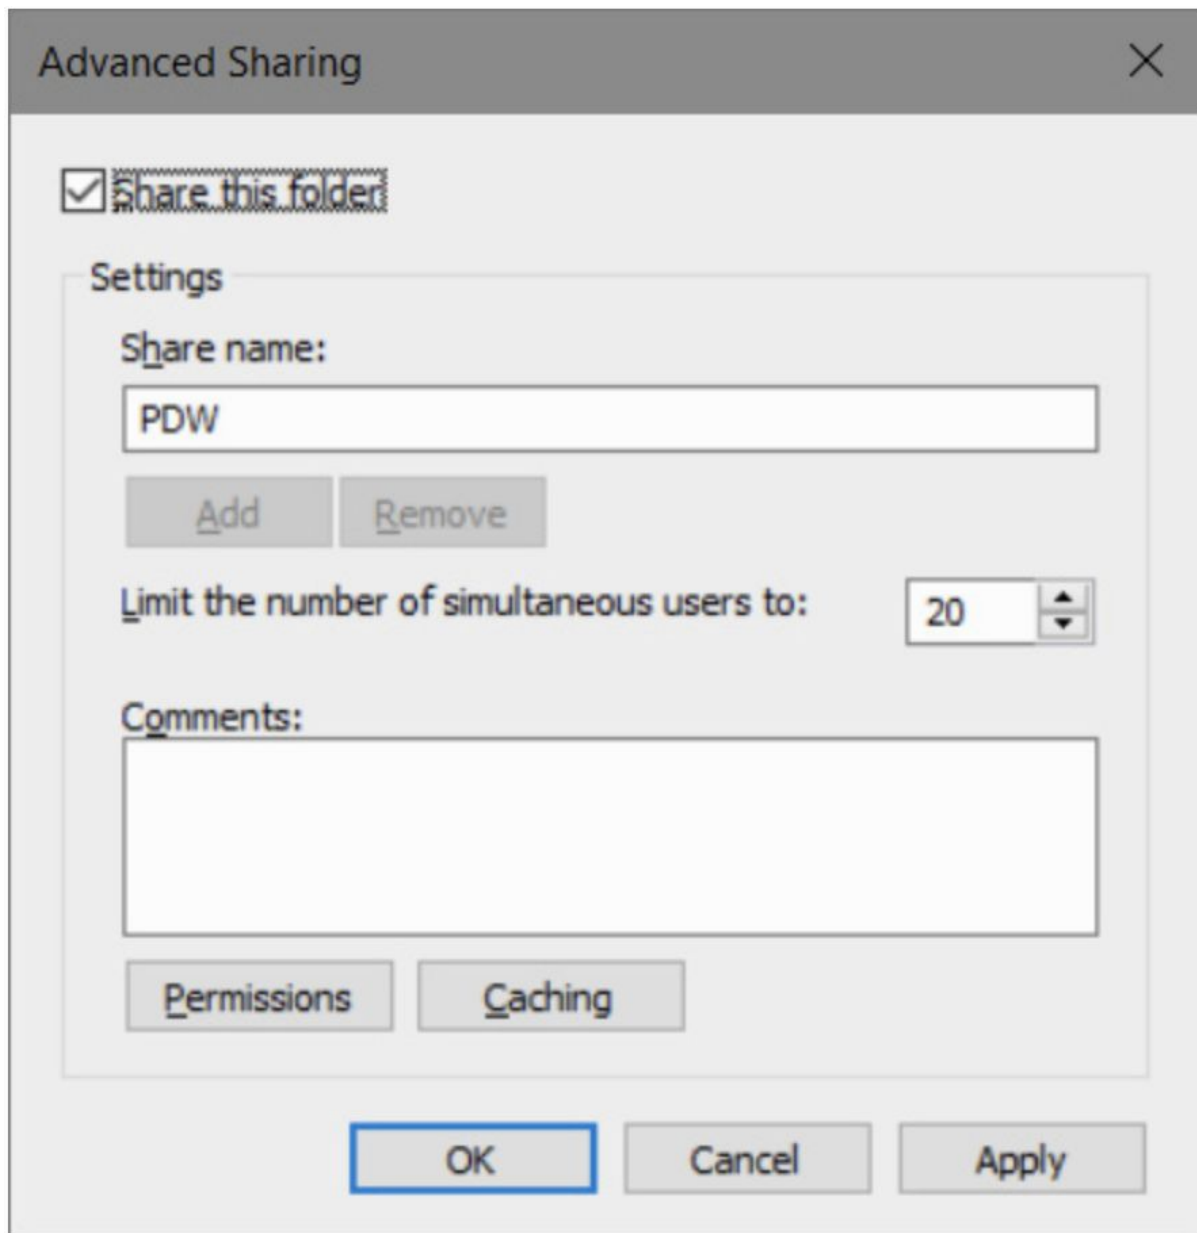 Advanced Sharing
Share this folder
Settings
Share name:
PDW
Add Remove
Limit the number of simultaneous users to: 20
Comments:
Permissions Caching
OK Cancel Apply